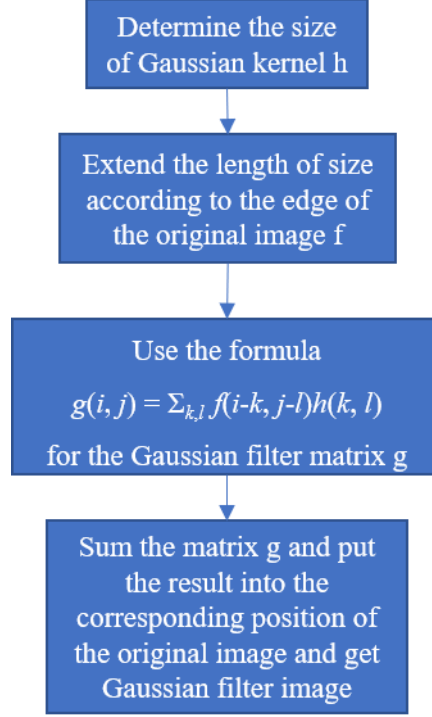 Determine the size
of Gaussian kernel h
Extend the length of size
according to the edge of
the original image f
Use the formula
g(i, j) = Σk,l f(i-k, j-l)h(k, l)
for the Gaussian filter matrix g
Sum the matrix g and put
the result into the
corresponding position of
the original image and get
Gaussian filter image